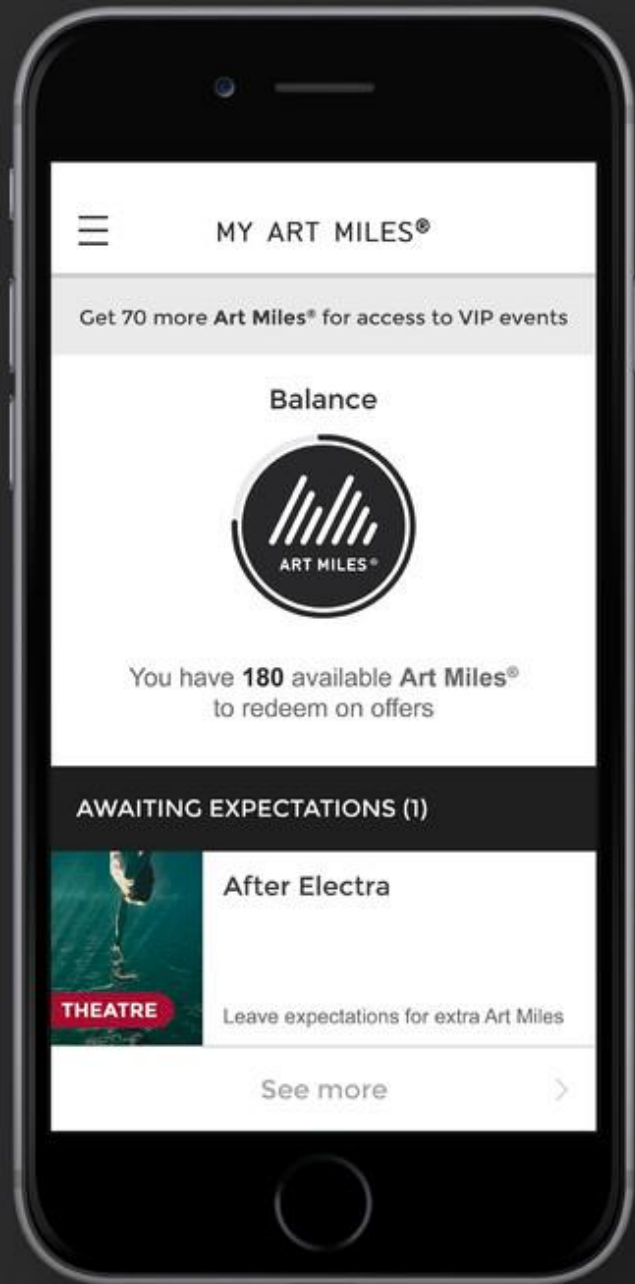 MY ART MILES®
Get 70 more Art Miles® for access to VIP events
Balance
ART MILES®
You have 180 available Art Miles®
to redeem on offers
AWAITING EXPECTATIONS (1)
After Electra
THEATRE
Leave expectations for extra Art Miles
See more